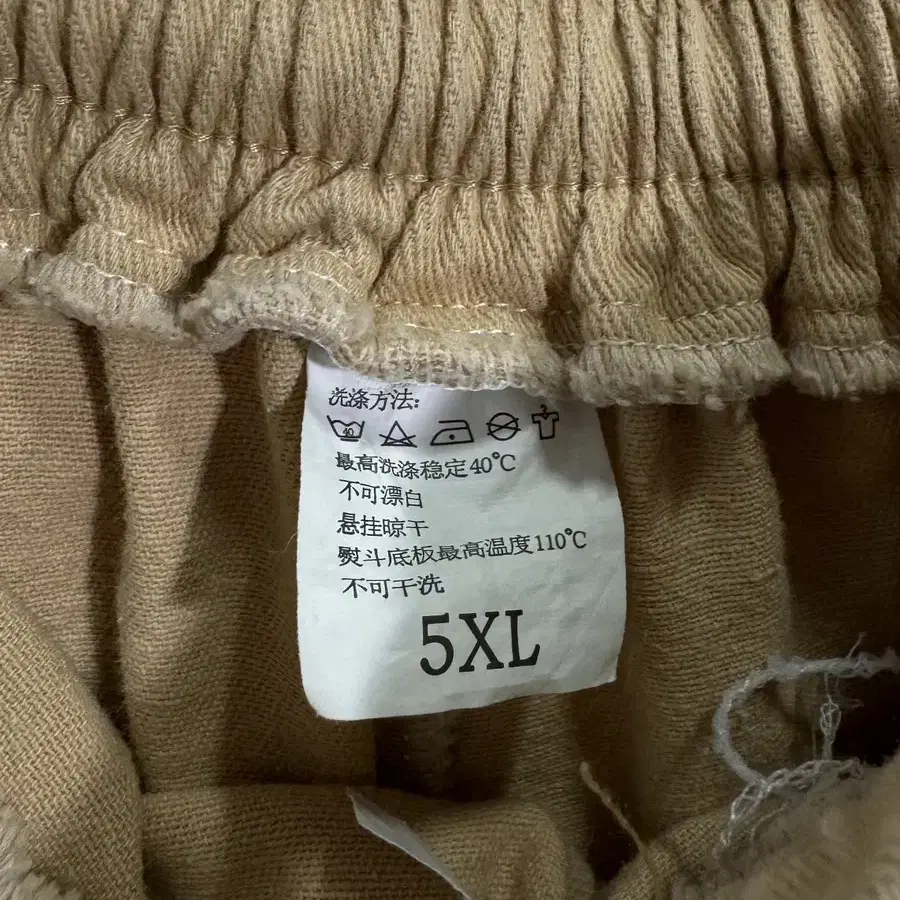 洗涤方法:
40
最高洗涤稳定40°C
不可漂白
悬挂晾干
熨斗底板最高温度110°C
不可干洗
5XL